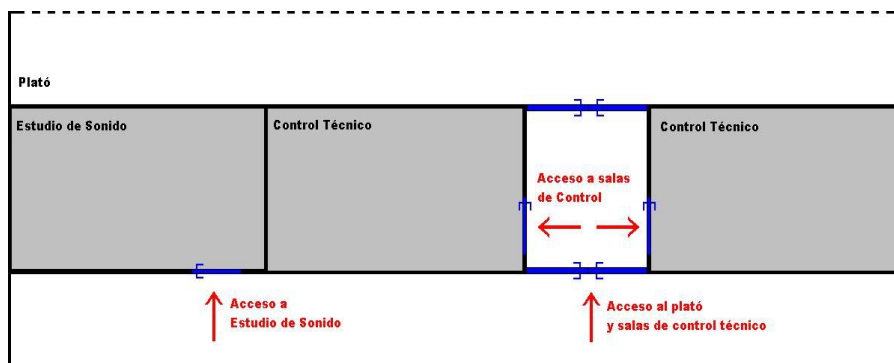 Plató
Estudio de Sonido
Control Técnico
Control Técnico
Acceso a salas
de Control
Acceso a
Estudio de Sonido
Acceso al plató
y salas de control técnico